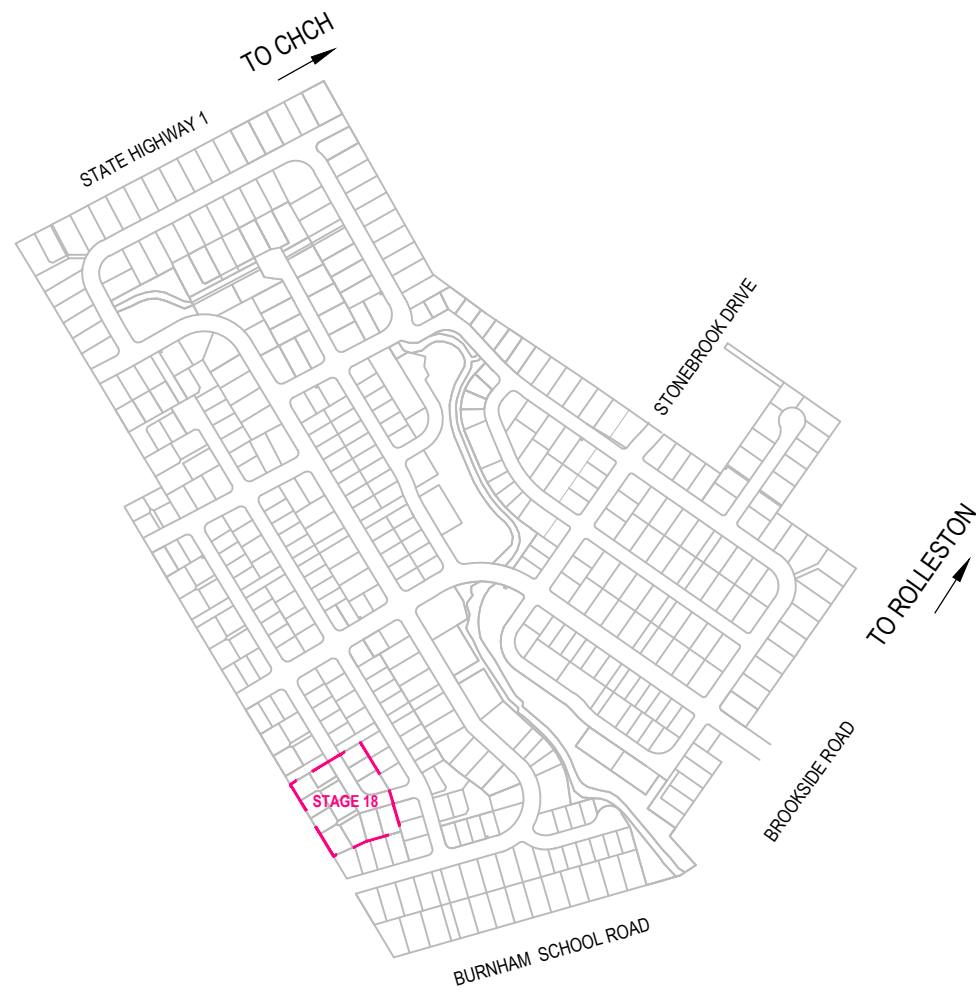 TO CHCH
STATE HIGHWAY 1
STONEBROOK DRIVE
TO ROLLESTON
BROOKSIDE ROAD
STAGE 18
BURNHAM SCHOOL ROAD